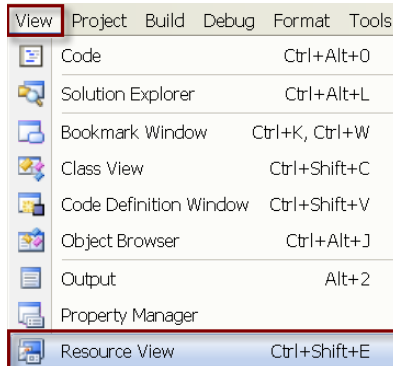 View Project Build Debug Format Tools
Code Ctrl+Alt+0
Solution Explorer Ctrl+Alt+L
Bookmark Window Ctrl+K, Ctrl+W
Class View Ctrl+Shift+C
Code Definition Window Ctrl+Shift+V
Object Browser Ctrl+Alt+J
Output Alt+2
Property Manager
Resource View Ctrl+Shift+E